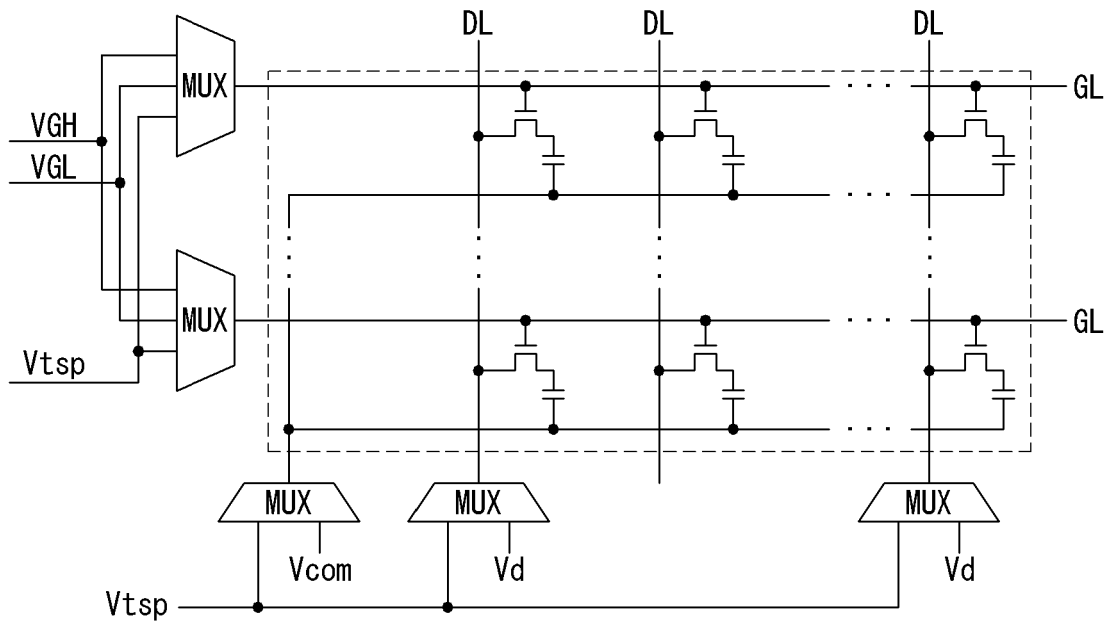 DL DL DL
MUX GL
VGH
VGL
MUX GL
Vtsp
MUX MUX MUX
Vcom Vd Vd
Vtsp